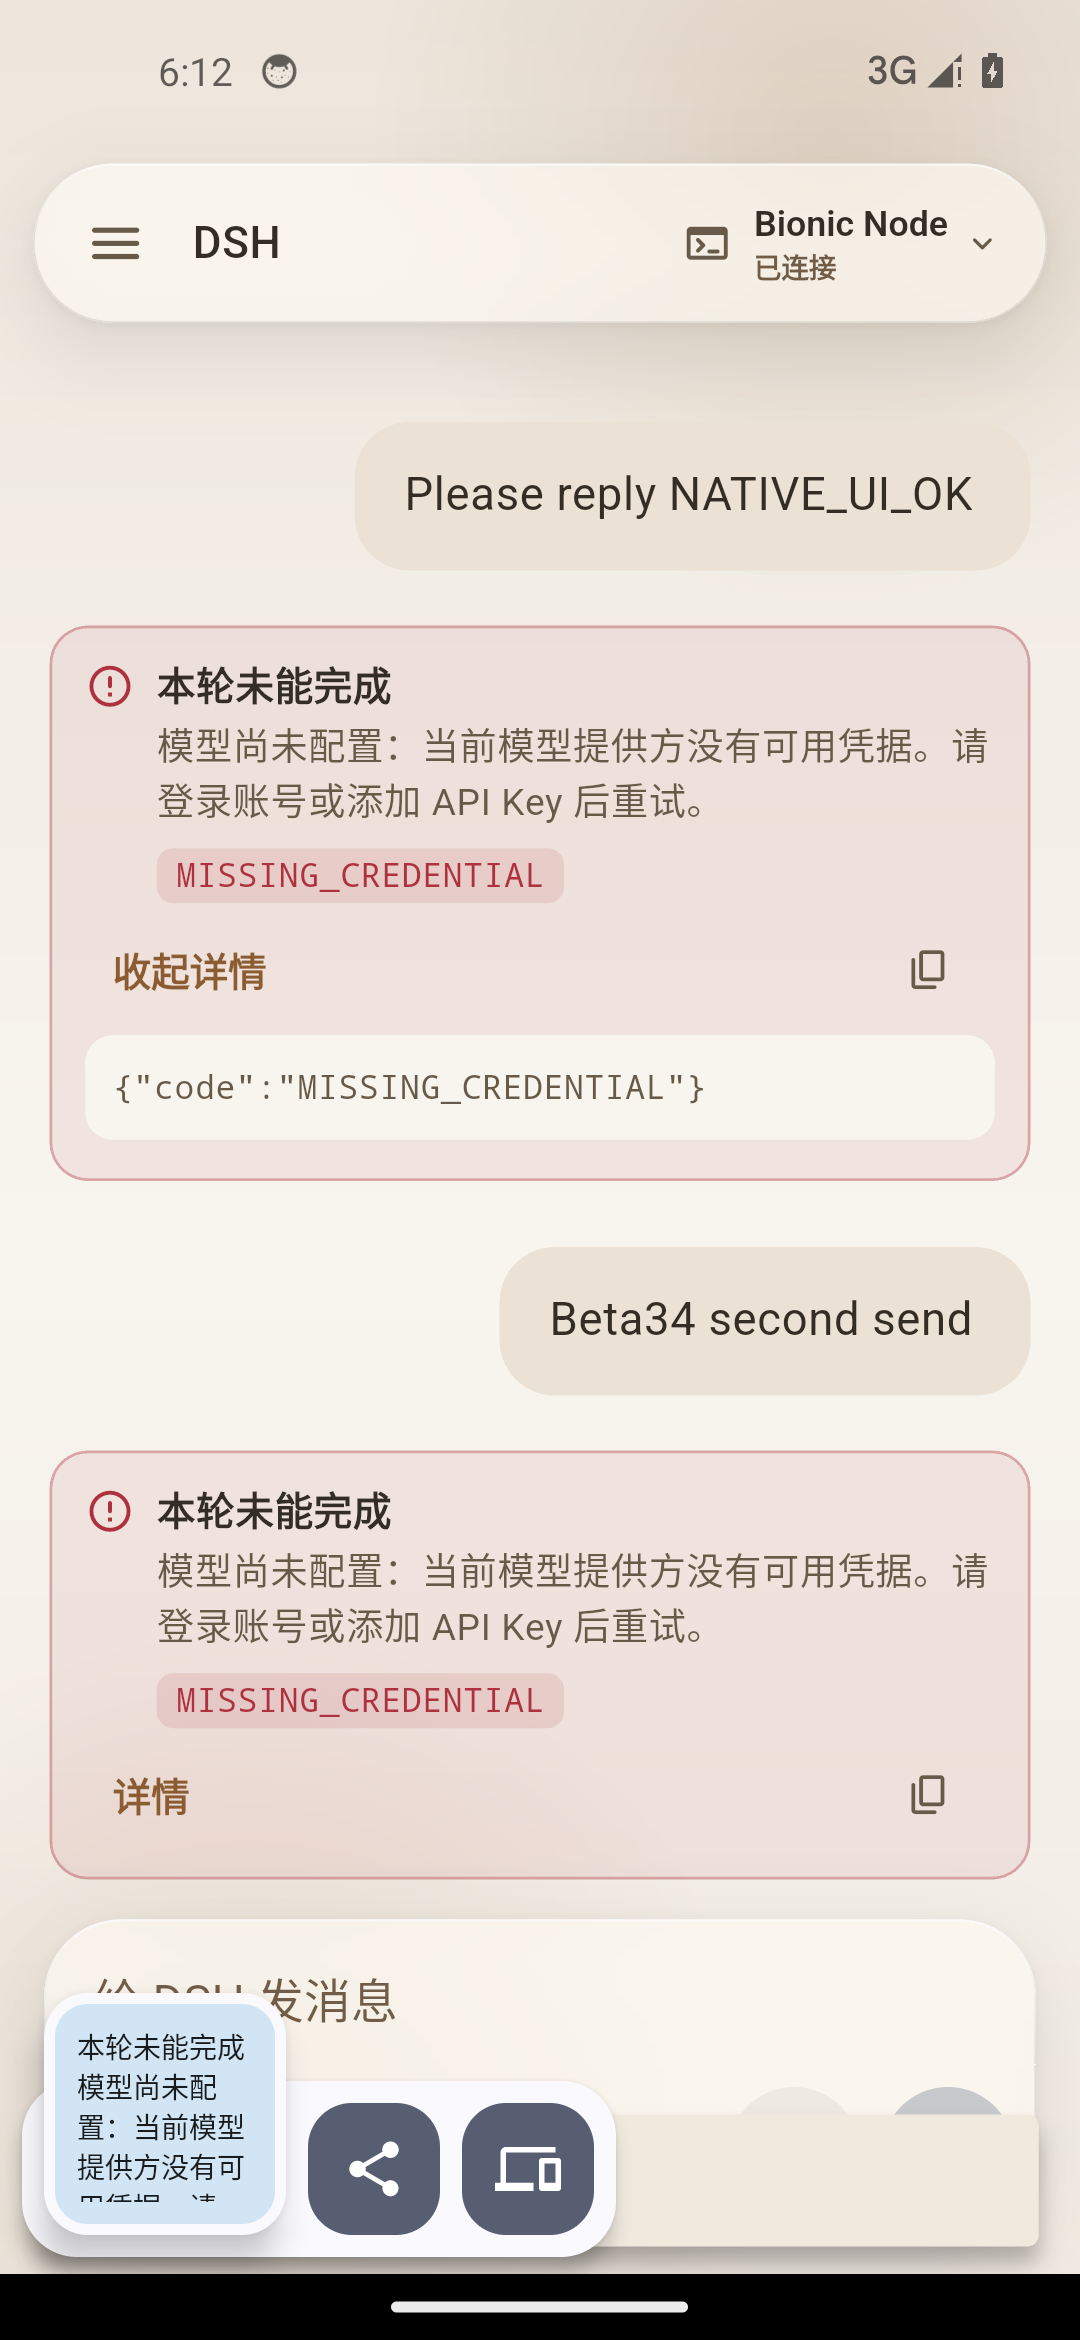 6:12
3G
DSH
Bionic Node
已连接
Please reply NATIVE_UI_OK
本轮未能完成
模型尚未配置：当前模型提供方没有可用凭据。请
登录账号或添加 API Key 后重试。
MISSING_CREDENTIAL
收起详情
{"code":"MISSING_CREDENTIAL"}
Beta34 second send
本轮未能完成
模型尚未配置：当前模型提供方没有可用凭据。请
登录账号或添加 API Key 后重试。
MISSING_CREDENTIAL
详情
给 DSH 发消息
本轮未能完成
模型尚未配
置：当前模型
提供方没有可
用凭据。请